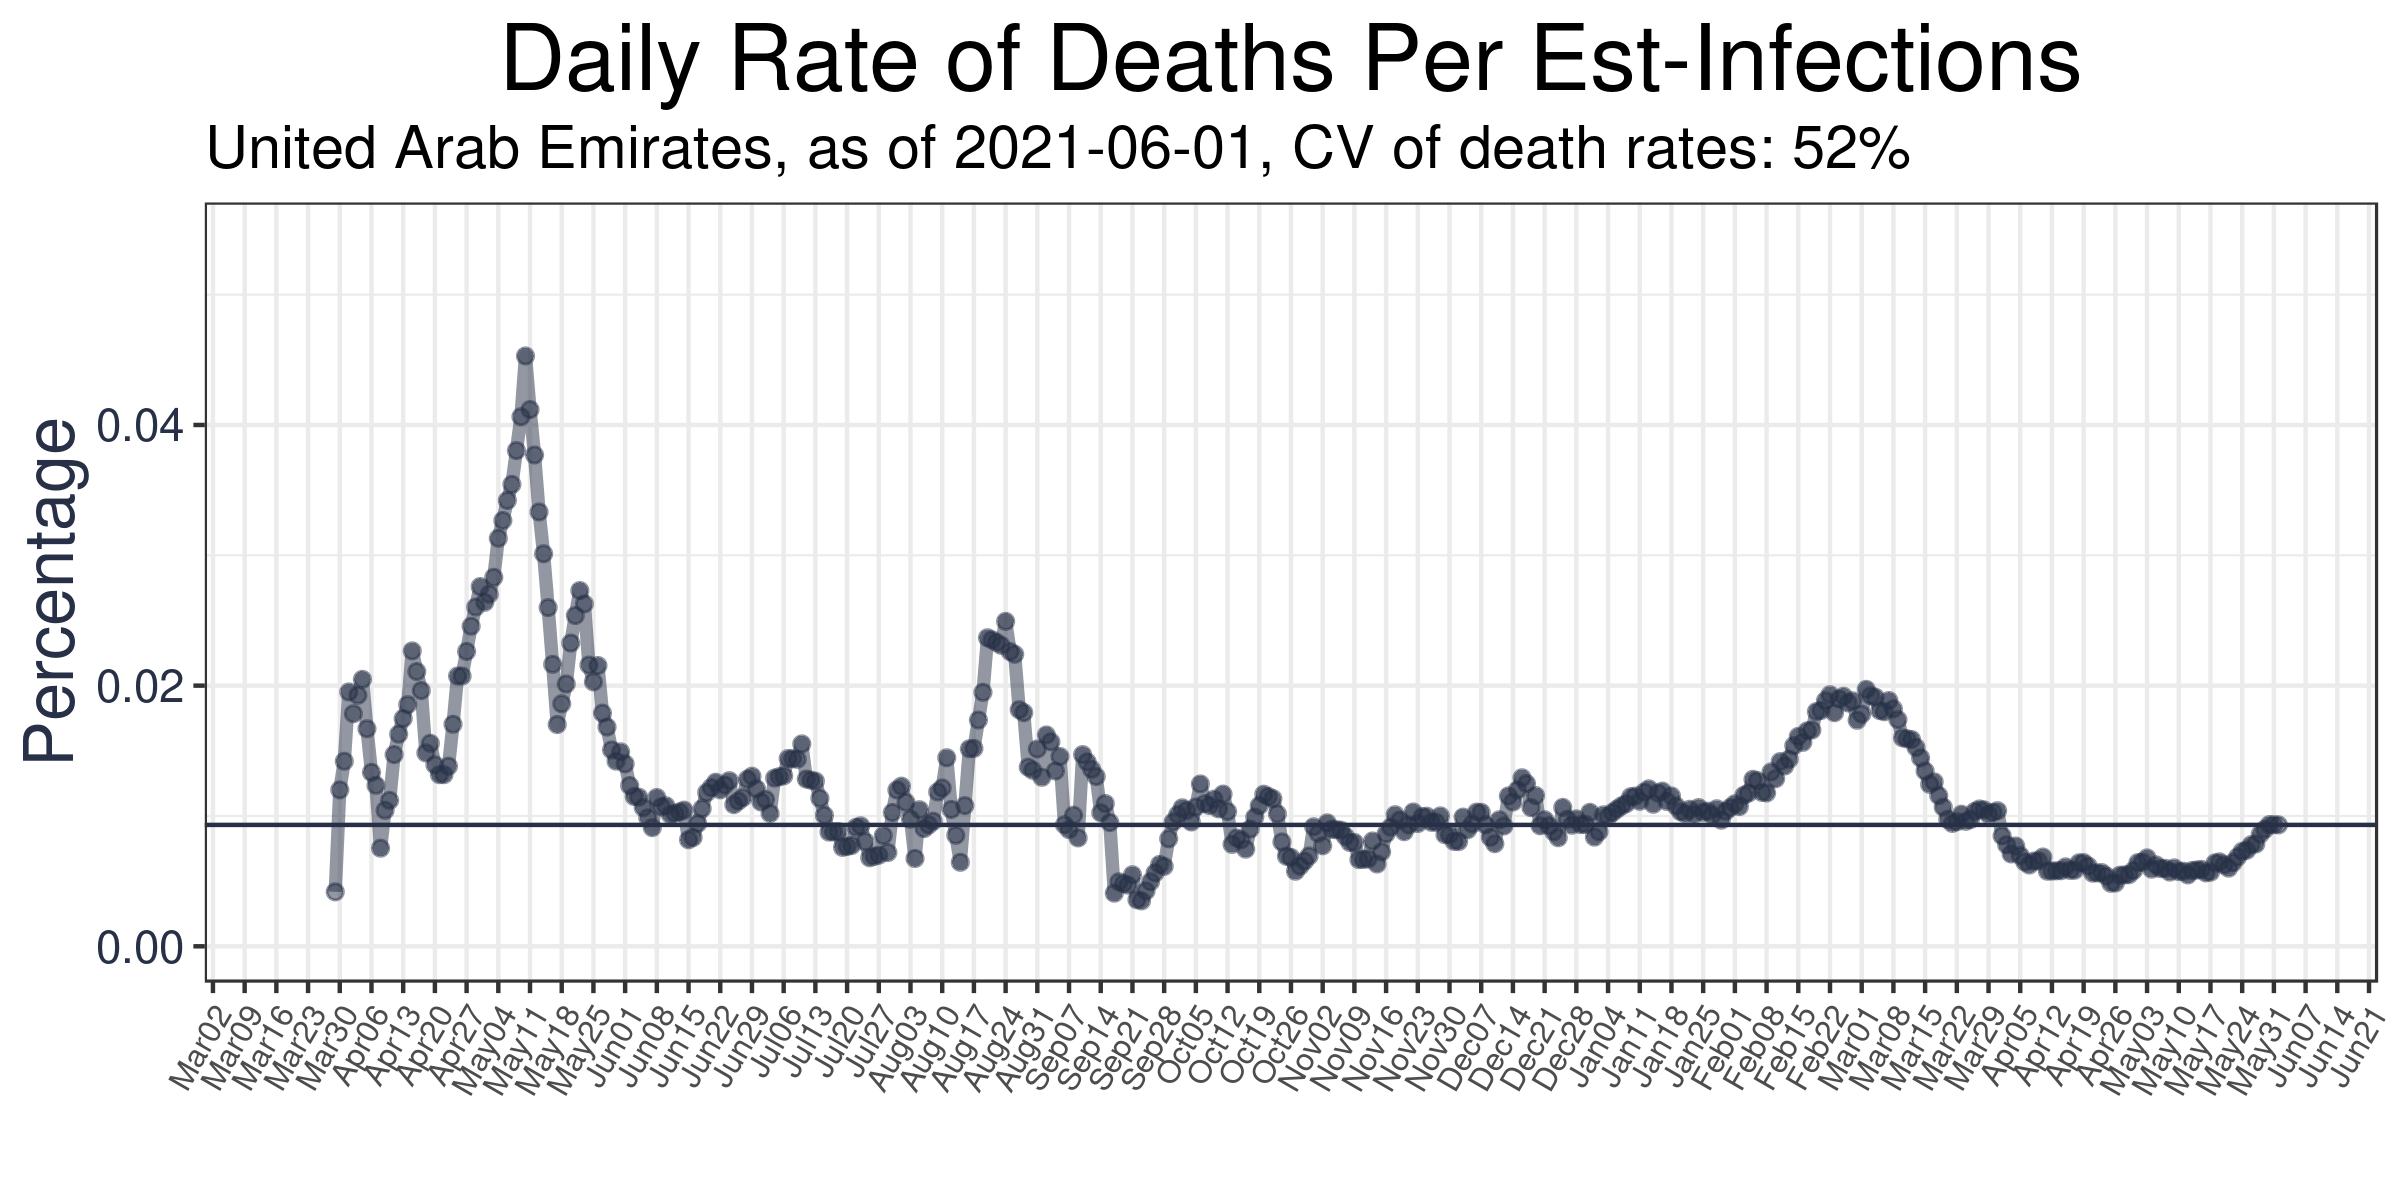 Daily Rate of Deaths Per Est-Infections
United Arab Emirates, as of 2021-06-01, CV of death rates: 52%
Percentage
0.04
0.02
0.00
Mar02
Mar09
Mar16
Mar23
Mar30
Apr06
Apr13
Apr20
Apr27
May04
May11
May18
May25
Jun01
Jun08
Jun15
Jun22
Jun29
Jul06
Jul13
Jul20
Jul27
Aug03
Aug10
Aug17
Aug24
Aug31
Sep07
Sep14
Sep21
Sep28
Oct05
Oct12
Oct19
Oct26
Nov02
Nov09
Nov16
Nov23
Nov30
Dec07
Dec14
Dec21
Dec28
Jan04
Jan11
Jan18
Jan25
Feb01
Feb08
Feb15
Feb22
Mar01
Mar08
Mar15
Mar22
Mar29
Apr05
Apr12
Apr19
Apr26
May03
May10
May17
May24
May31
Jun07
Jun14
Jun21